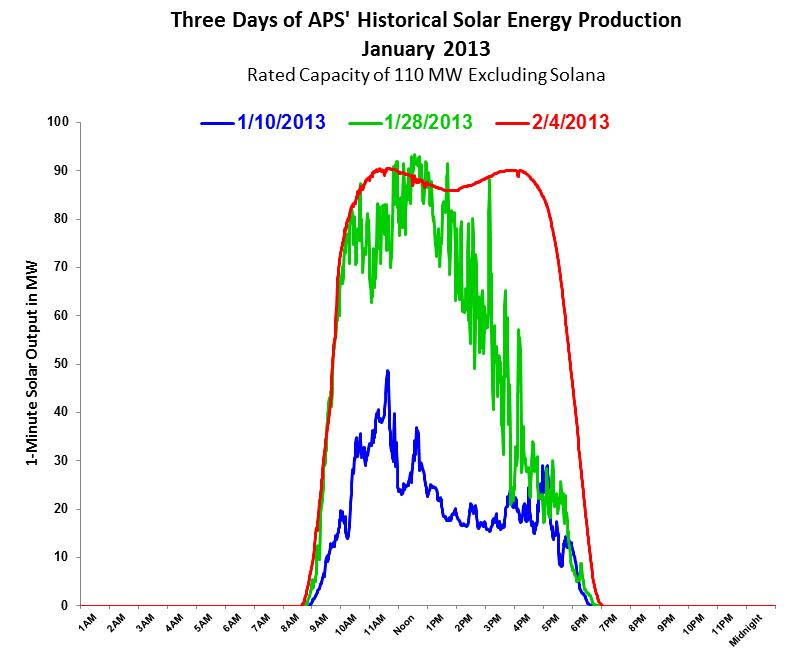 Three Days of APS' Historical Solar Energy Production
January 2013
Rated Capacity of 110 MW Excluding Solana
1/10/2013 1/28/2013 2/4/2013
1-Minute Solar Output in MW
100
90
80
70
60
50
40
30
20
10
0
1AM 2AM 3AM 4AM 5AM 6AM 7AM 8AM 9AM 10AM 11AM Noon 1PM 2PM 3PM 4PM 5PM 6PM 7PM 8PM 9PM 10PM 11PM Midnight